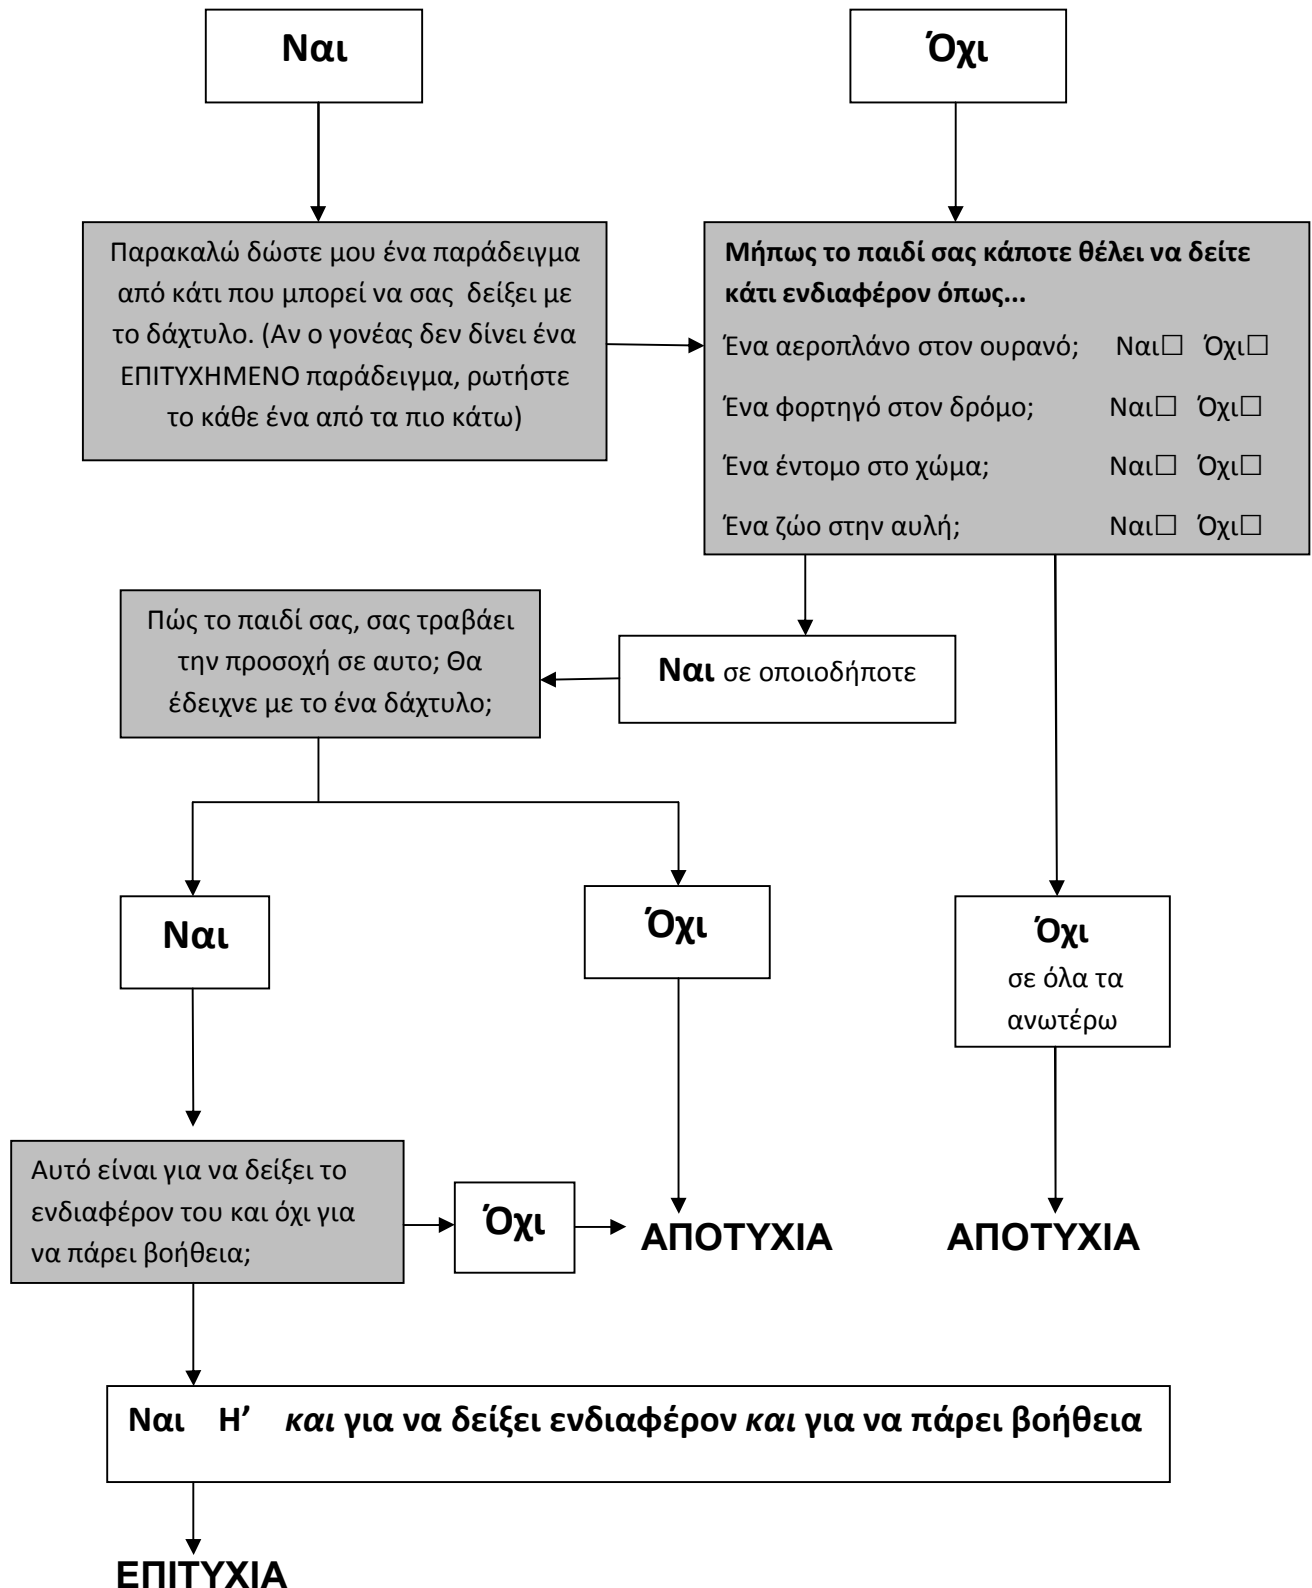 Ναι
Όχι
Παρακαλώ δώστε μου ένα παράδειγμα
από κάτι που μπορεί να σας δείξει με
το δάχτυλο. (Αν ο γονέας δεν δίνει ένα
ΕΠΙΤΥΧΗΜΕΝΟ παράδειγμα, ρωτήστε
το κάθε ένα από τα πιο κάτω)
Μήπως το παιδί σας κάποτε θέλει να δείτε
κάτι ενδιαφέρον όπως...
Ένα αεροπλάνο στον ουρανό; Ναι☐ Όχι☐
Ένα φορτηγό στον δρόμο; Ναι☐ Όχι☐
Ένα έντομο στο χώμα; Ναι☐ Όχι☐
Ένα ζώο στην αυλή; Ναι☐ Όχι☐
Πώς το παιδί σας, σας τραβάει
την προσοχή σε αυτο; Θα
έδειχνε με το ένα δάχτυλο;
Ναι σε οποιοδήποτε
Ναι
Όχι
Όχι
σε όλα τα
ανωτέρω
Αυτό είναι για να δείξει το
ενδιαφέρον του και όχι για
να πάρει βοήθεια;
Όχι
ΑΠΟΤΥΧΙΑ
ΑΠΟΤΥΧΙΑ
Ναι Η’ και για να δείξει ενδιαφέρον και για να πάρει βοήθεια
ΕΠΙΤΥΧΙΑ